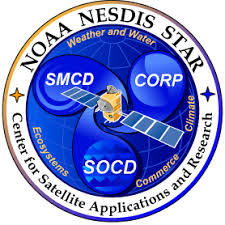 NOAA NESDIS STAR
Weather and Water
SMCD
CORP
Climate
Ecosystems
SOCD
Commerce
Center for Satellite Applications and Research